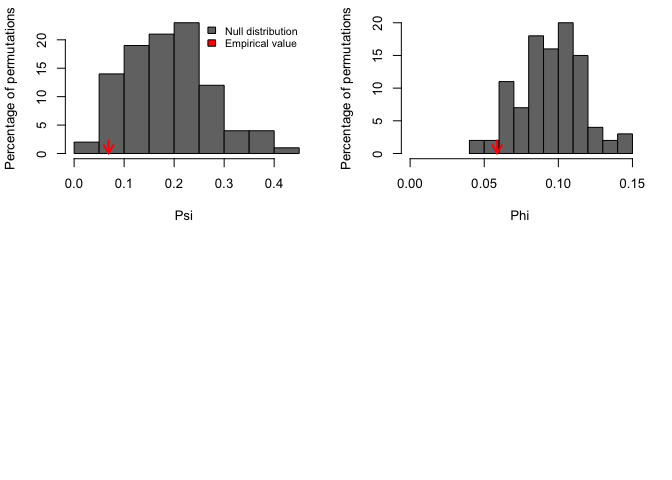 Percentage of permutations
0
5
10
15
20
Null distribution
Empirical value
0.0 0.1 0.2 0.3 0.4
Psi
Percentage of permutations
0
5
10
15
20
0.00 0.05 0.10 0.15
Phi